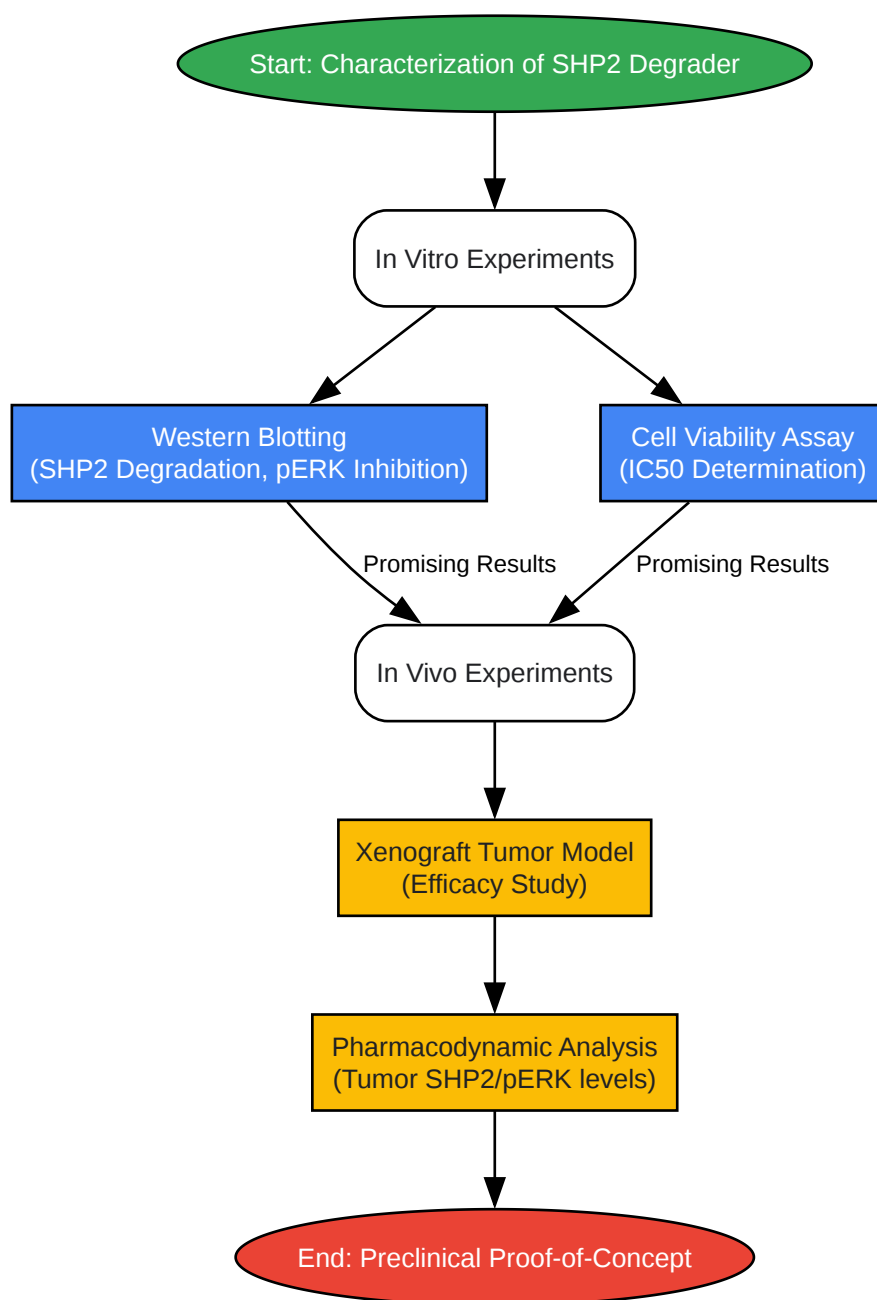 Start: Characterization of SHP2 Degrader
In Vitro Experiments
Western Blotting
(SHP2 Degradation, pERK Inhibition)
Cell Viability Assay
(IC50 Determination)
Promising Results
Promising Results
In Vivo Experiments
Xenograft Tumor Model
(Efficacy Study)
Pharmacodynamic Analysis
(Tumor SHP2/pERK levels)
End: Preclinical Proof-of-Concept